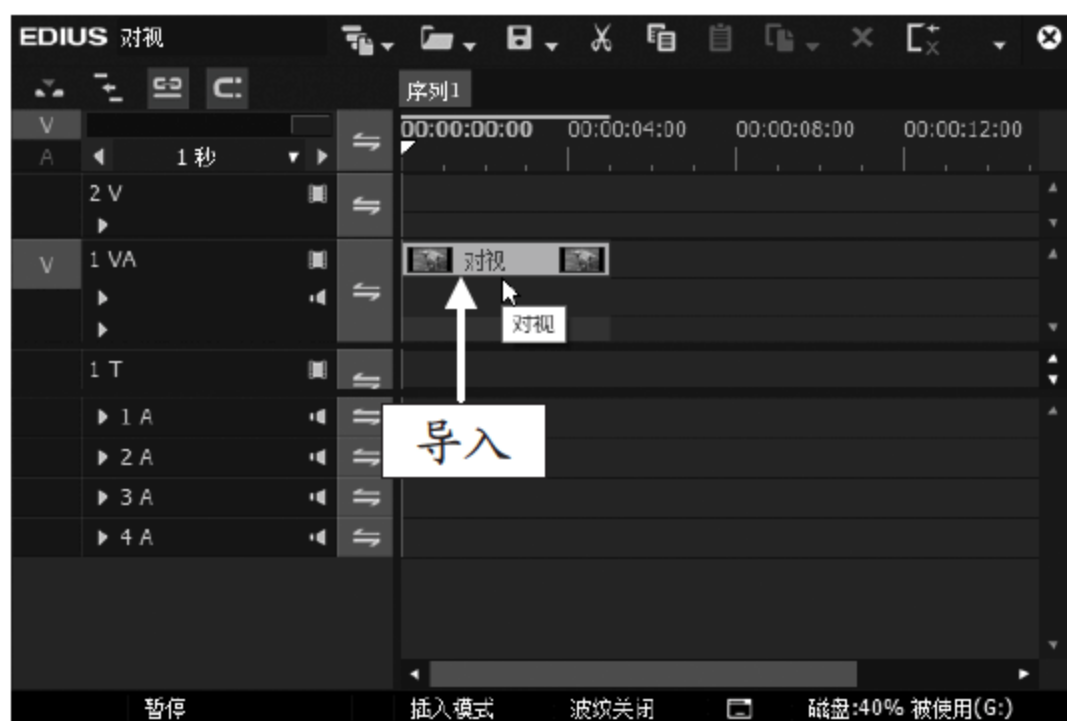 EDIUS 对视
序列1
V
00:00:00:00 00:00:04:00 00:00:08:00 00:00:12:00
A 1秒
2 V
V 1 VA 对视
对视
1 T
1 A
导入
2 A
3 A
4 A
暂停 插入模式 波纹关闭 磁盘:40% 被使用(G:)